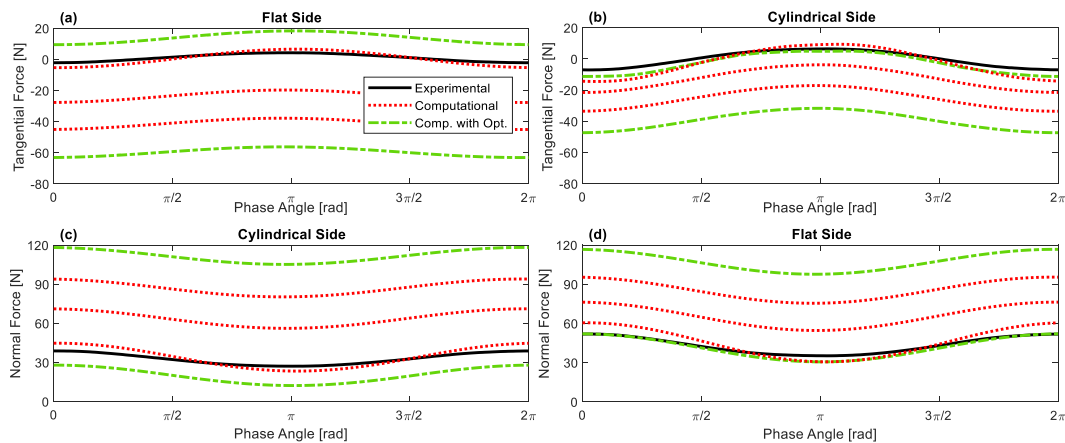 (a)
Flat Side
Tangential Force [N]
20
0
-20
-40
-60
-80
0
π/2
π
3π/2
2π
Phase Angle [rad]
Experimental
Computational
Comp. with Opt.
(b)
Cylindrical Side
Tangential Force [N]
20
0
-20
-40
-60
-80
0
π/2
π
3π/2
2π
Phase Angle [rad]
(c)
Cylindrical Side
Normal Force [N]
120
90
60
30
0
0
π/2
π
3π/2
2π
Phase Angle [rad]
(d)
Flat Side
Normal Force [N]
120
90
60
30
0
0
π/2
π
3π/2
2π
Phase Angle [rad]